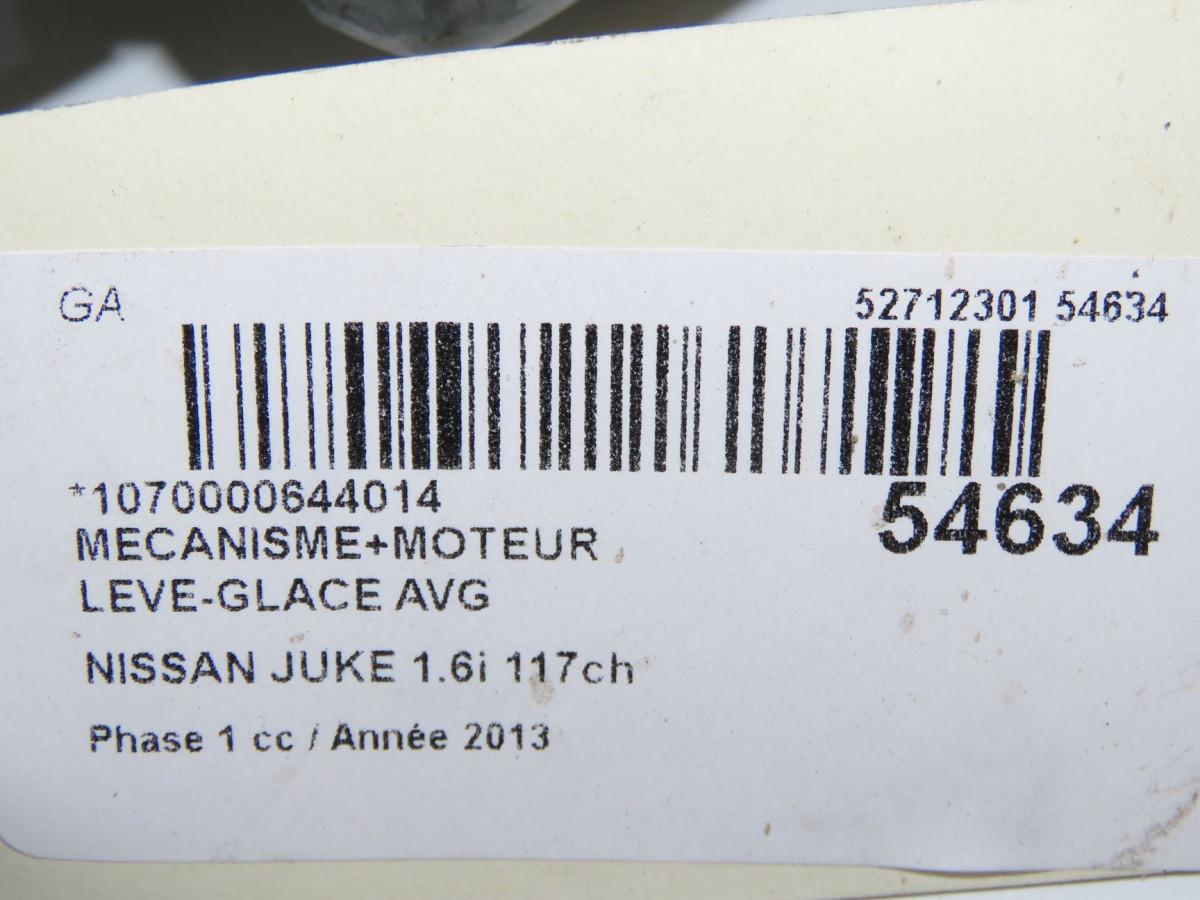 GA
52712301 54634
*1070000644014
54634
MECANISME+MOTEUR
LEVE-GLACE AVG
NISSAN JUKE 1.6i 117ch
Phase 1 cc / Année 2013